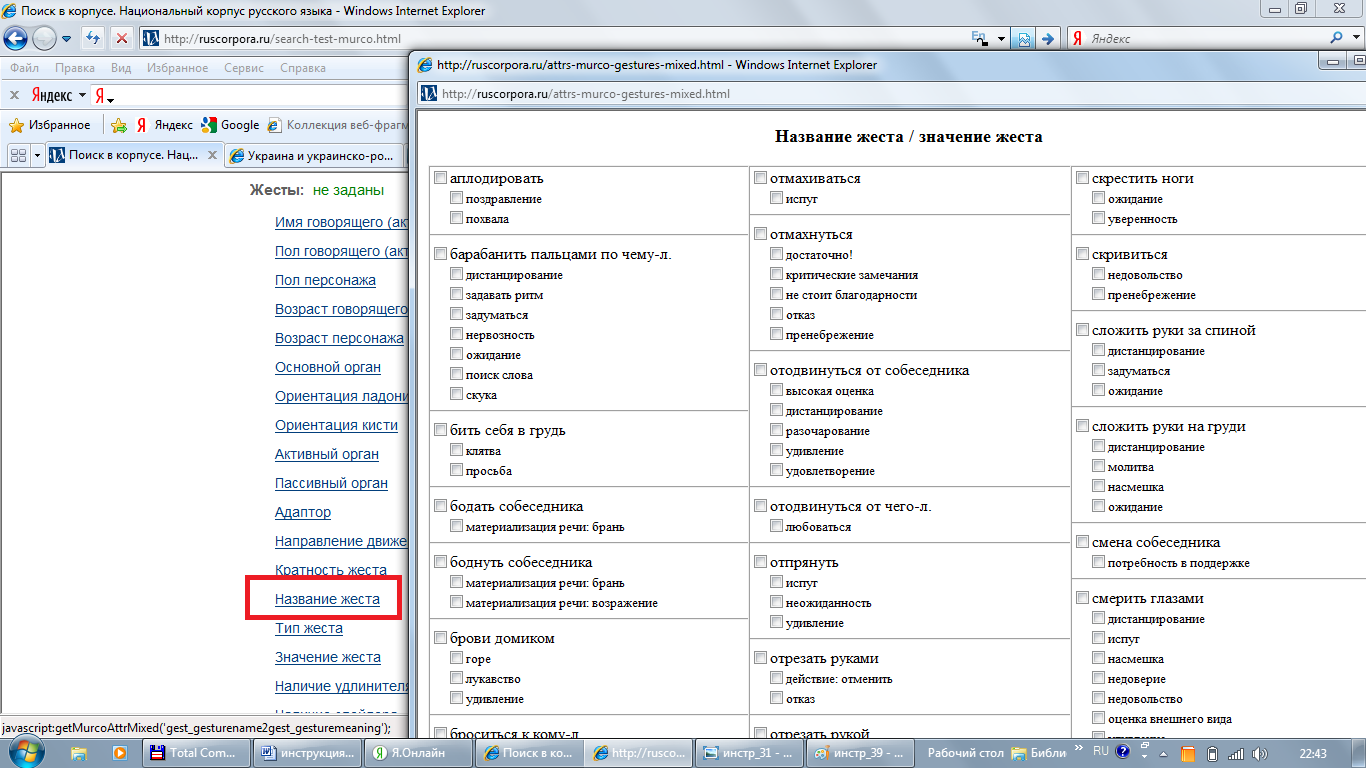 Поиск в корпусе. Национальный корпус русского языка - Windows Internet Explorer
http://ruscorpora.ru/search-test-murco.html
En
Яндекс
Файл Правка Вид Избранное Сервис Справка
Яндекс Я
Избранное Яндекс Google Коллекция веб-фрагм
Поиск в корпусе. Нац... Украина и украинско-ро...
Жесты: не заданы
Имя говорящего (ак
Пол говорящего (акт
Пол персонажа
Возраст говорящего
Возраст персонажа
Основной орган
Ориентация ладони
Ориентация кисти
Активный орган
Пассивный орган
Адаптор
Направление движе
Кратность жеста
Название жеста
Тип жеста
Значение жеста
Наличие удлинителя
javascript:getMurcoAttrMixed('gest_gesturename2gest_gesturemeaning');
http://ruscorpora.ru/attrs-murco-gestures-mixed.html - Windows Internet Explorer
http://ruscorpora.ru/attrs-murco-gestures-mixed.html
Название жеста / значение жеста
аплодировать
поздравление
похвала
барабанить пальцами по чему-л.
дистанцирование
задавать ритм
задуматься
нервозность
ожидание
поиск слова
скука
бить себя в грудь
клятва
просьба
бодать собеседника
материализация речи: брань
боднуть собеседника
материализация речи: брань
материализация речи: возражение
брови домиком
горе
лукавство
удивление
броситься к кому-л
отмахиваться
испуг
отмахнуться
достаточно!
критические замечания
не стоит благодарности
отказ
пренебрежение
отодвинуться от собеседника
высокая оценка
дистанцирование
разочарование
удивление
удовлетворение
отодвинуться от чего-л.
любоваться
отпрянуть
испуг
неожиданность
удивление
отрезать руками
действие: отменить
отказ
отрезать рукой
скрестить ноги
ожидание
уверенность
скривиться
недовольство
пренебрежение
сложить руки за спиной
дистанцирование
задуматься
ожидание
сложить руки на груди
дистанцирование
молитва
насмешка
ожидание
смена собеседника
потребность в поддержке
смерить глазами
дистанцирование
испуг
насмешка
недоверие
недовольство
оценка внешнего вида
Total Com... инструкция... Я.Онлайн Поиск в ко... http://rusco... инстр_31 - ... инстр_39 - ... Рабочий стол Библи » RU 22:43